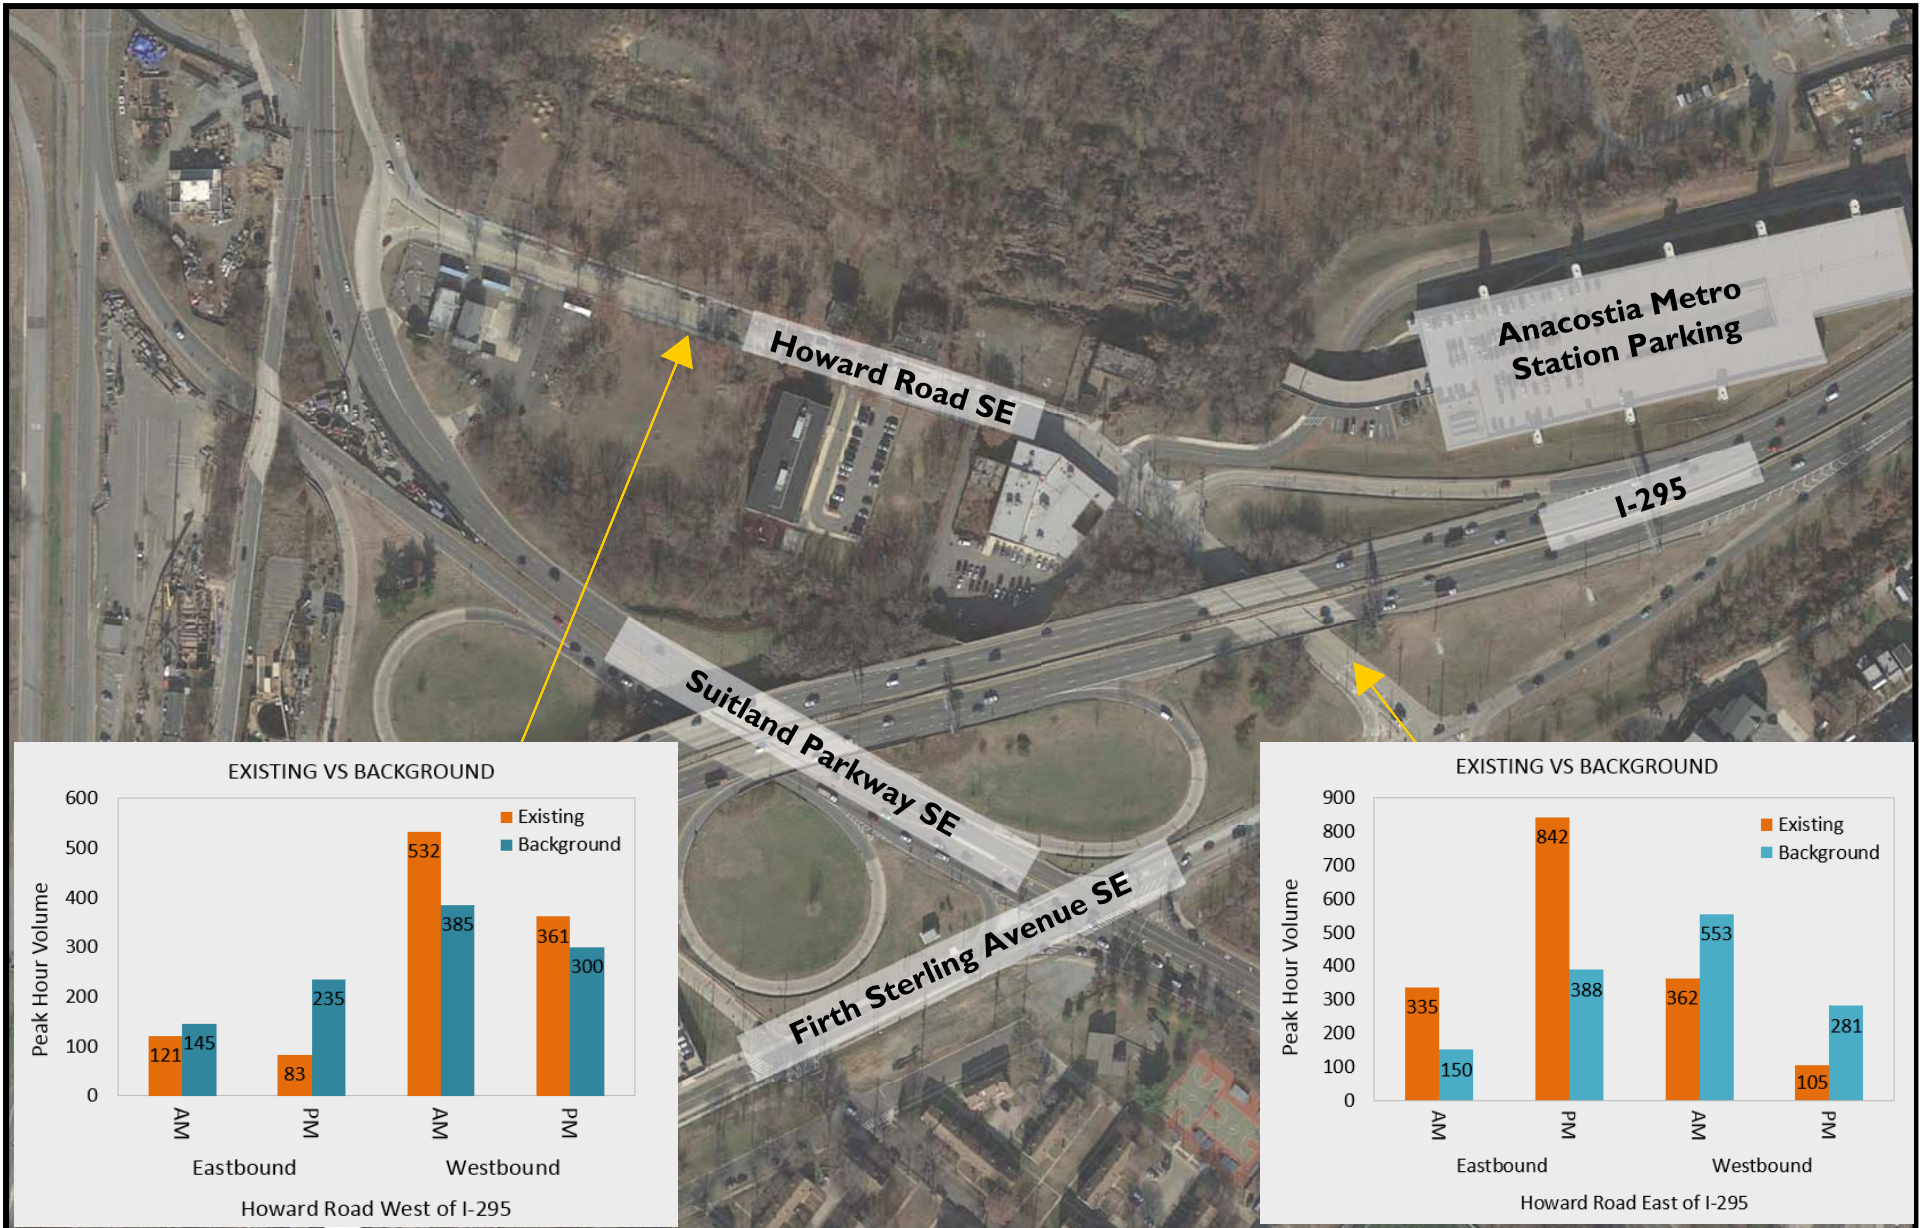 Anacostia Metro
Station Parking
Howard Road SE
I-295
Suitland Parkway SE
Firth Sterling Avenue SE
EXISTING VS BACKGROUND
Existing
Background
Peak Hour Volume
600
500
400
300
200
100
0
121
145
83
235
532
385
361
300
AM
PM
AM
PM
Eastbound
Westbound
Howard Road West of I-295
EXISTING VS BACKGROUND
Existing
Background
Peak Hour Volume
900
800
700
600
500
400
300
200
100
0
335
150
842
388
362
553
105
281
AM
PM
AM
PM
Eastbound
Westbound
Howard Road East of I-295